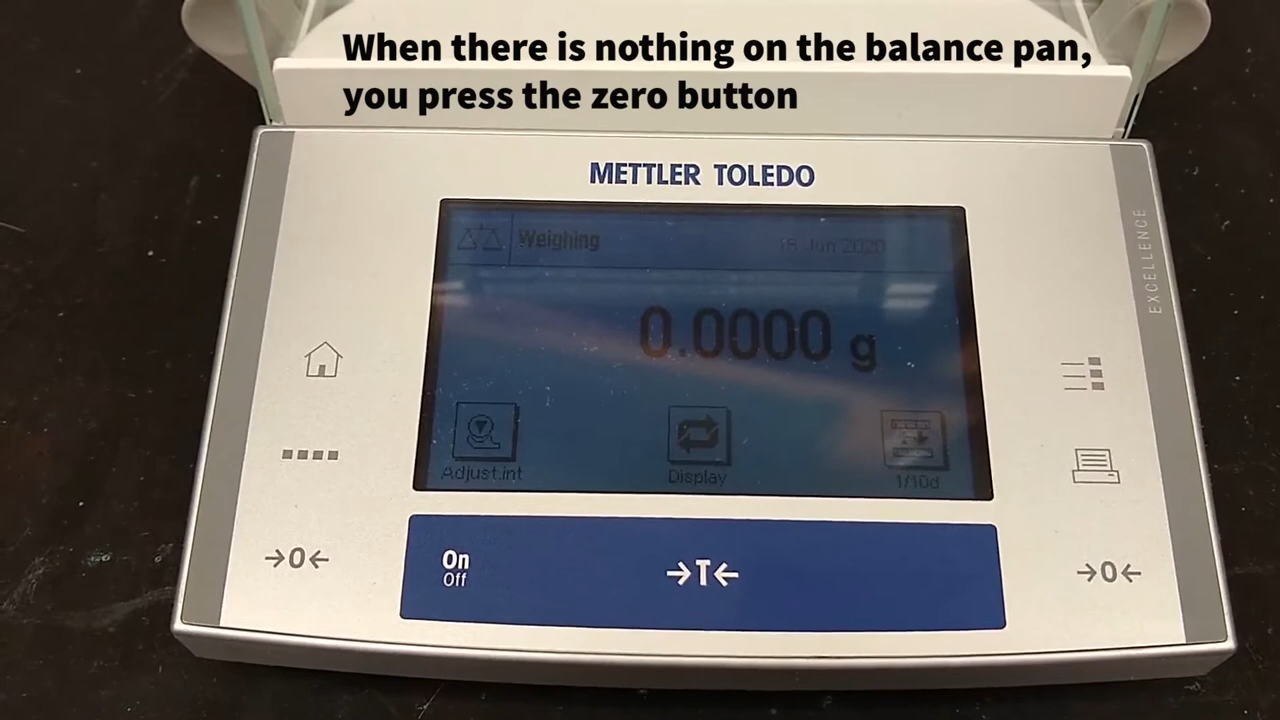 When there is nothing on the balance pan,
you press the zero button
METTLER TOLEDO
EXCELLENCE
Weighing
Jun 2020
0.0000 g
Adjust.int
Display
1/10d
→0←
On
Off
→T←
→0←